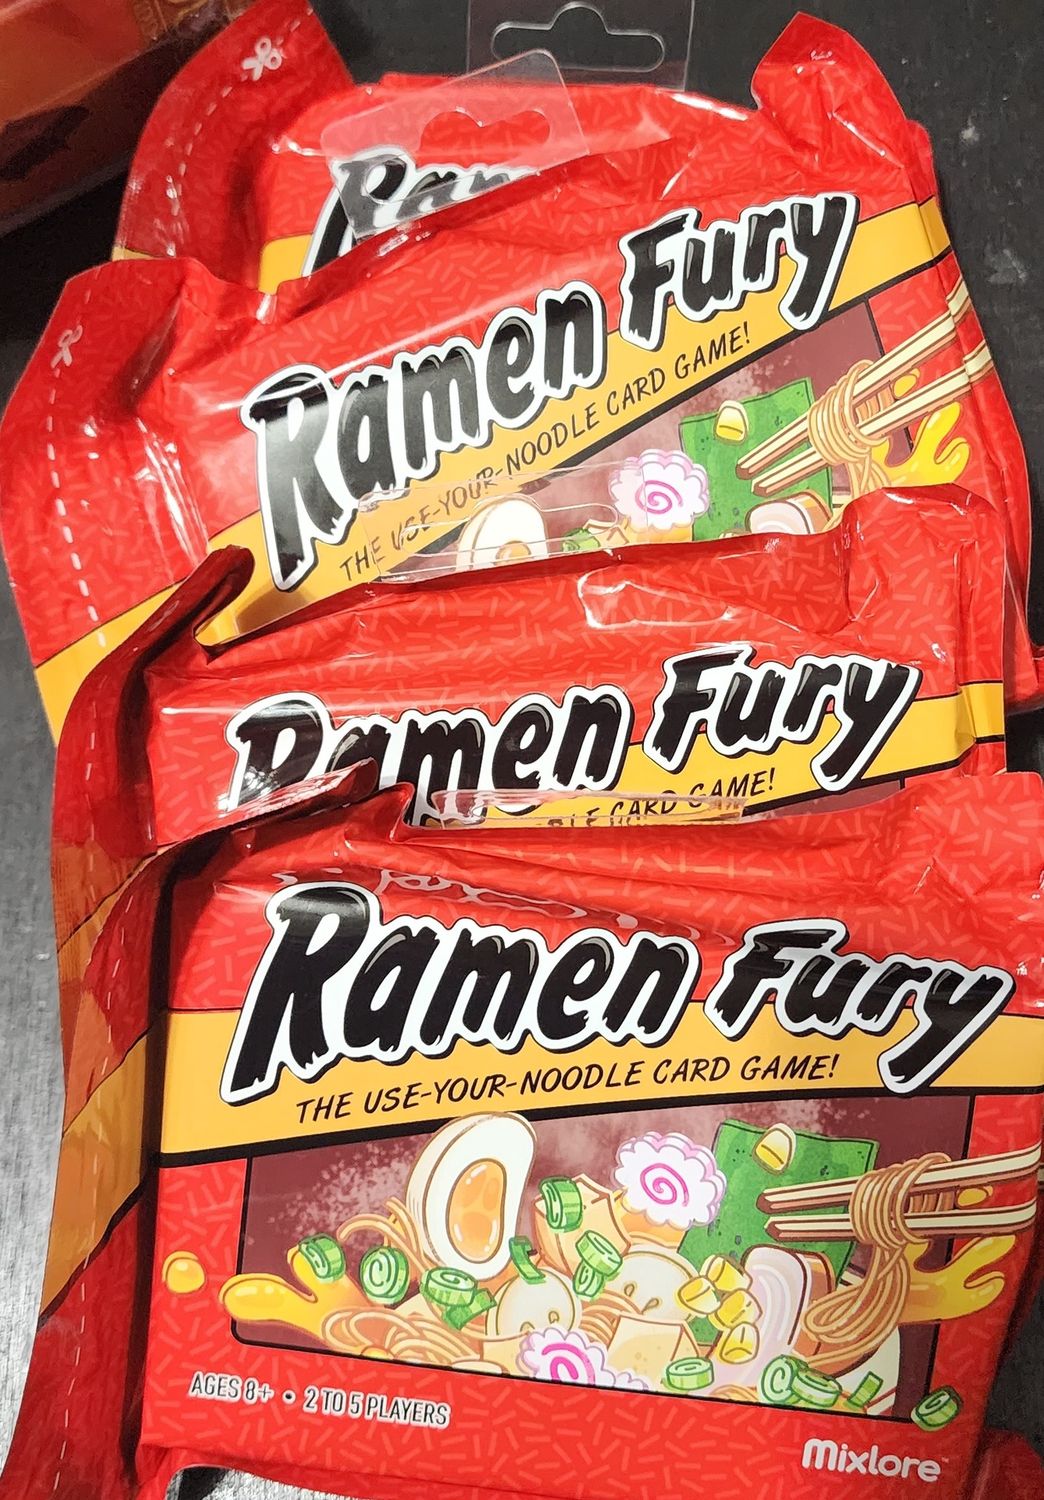 Ramen Fury
THE USE-YOUR-NOODLE CARD GAME!
Ramen Fury
CARD GAME!
Ramen Fury
THE USE-YOUR-NOODLE CARD GAME!
AGES 8+ • 2 TO 5 PLAYERS
Mixlore